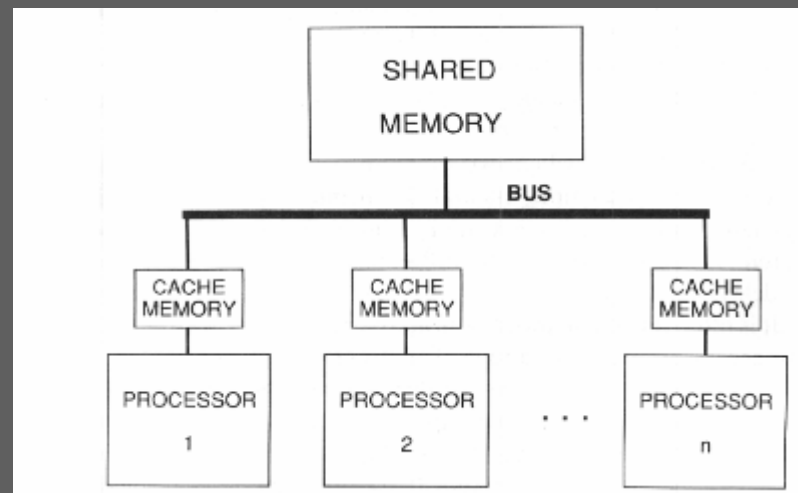 SHARED
MEMORY
BUS
CACHE
MEMORY
CACHE
MEMORY
CACHE
MEMORY
PROCESSOR
1
PROCESSOR
2
. . .
PROCESSOR
n